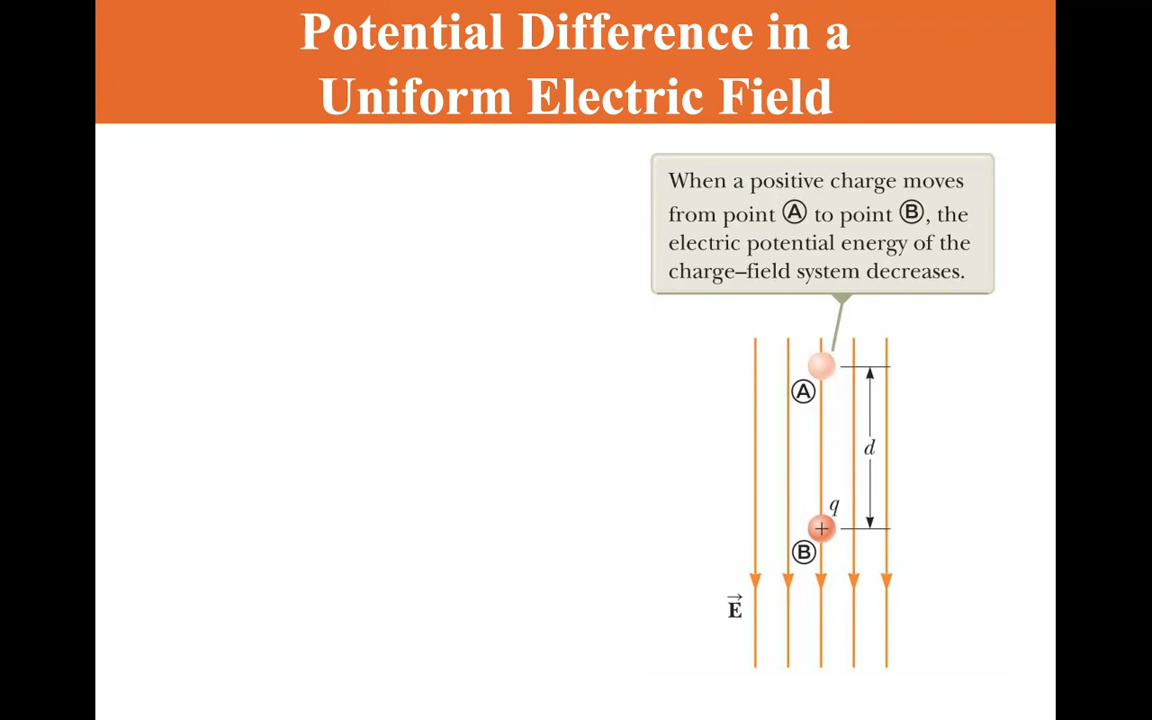 Potential Difference in a
Uniform Electric Field
When a positive charge moves
from point Ⓐ to point Ⓑ, the
electric potential energy of the
charge–field system decreases.
Ⓐ
d
q
+
Ⓑ
E⃗